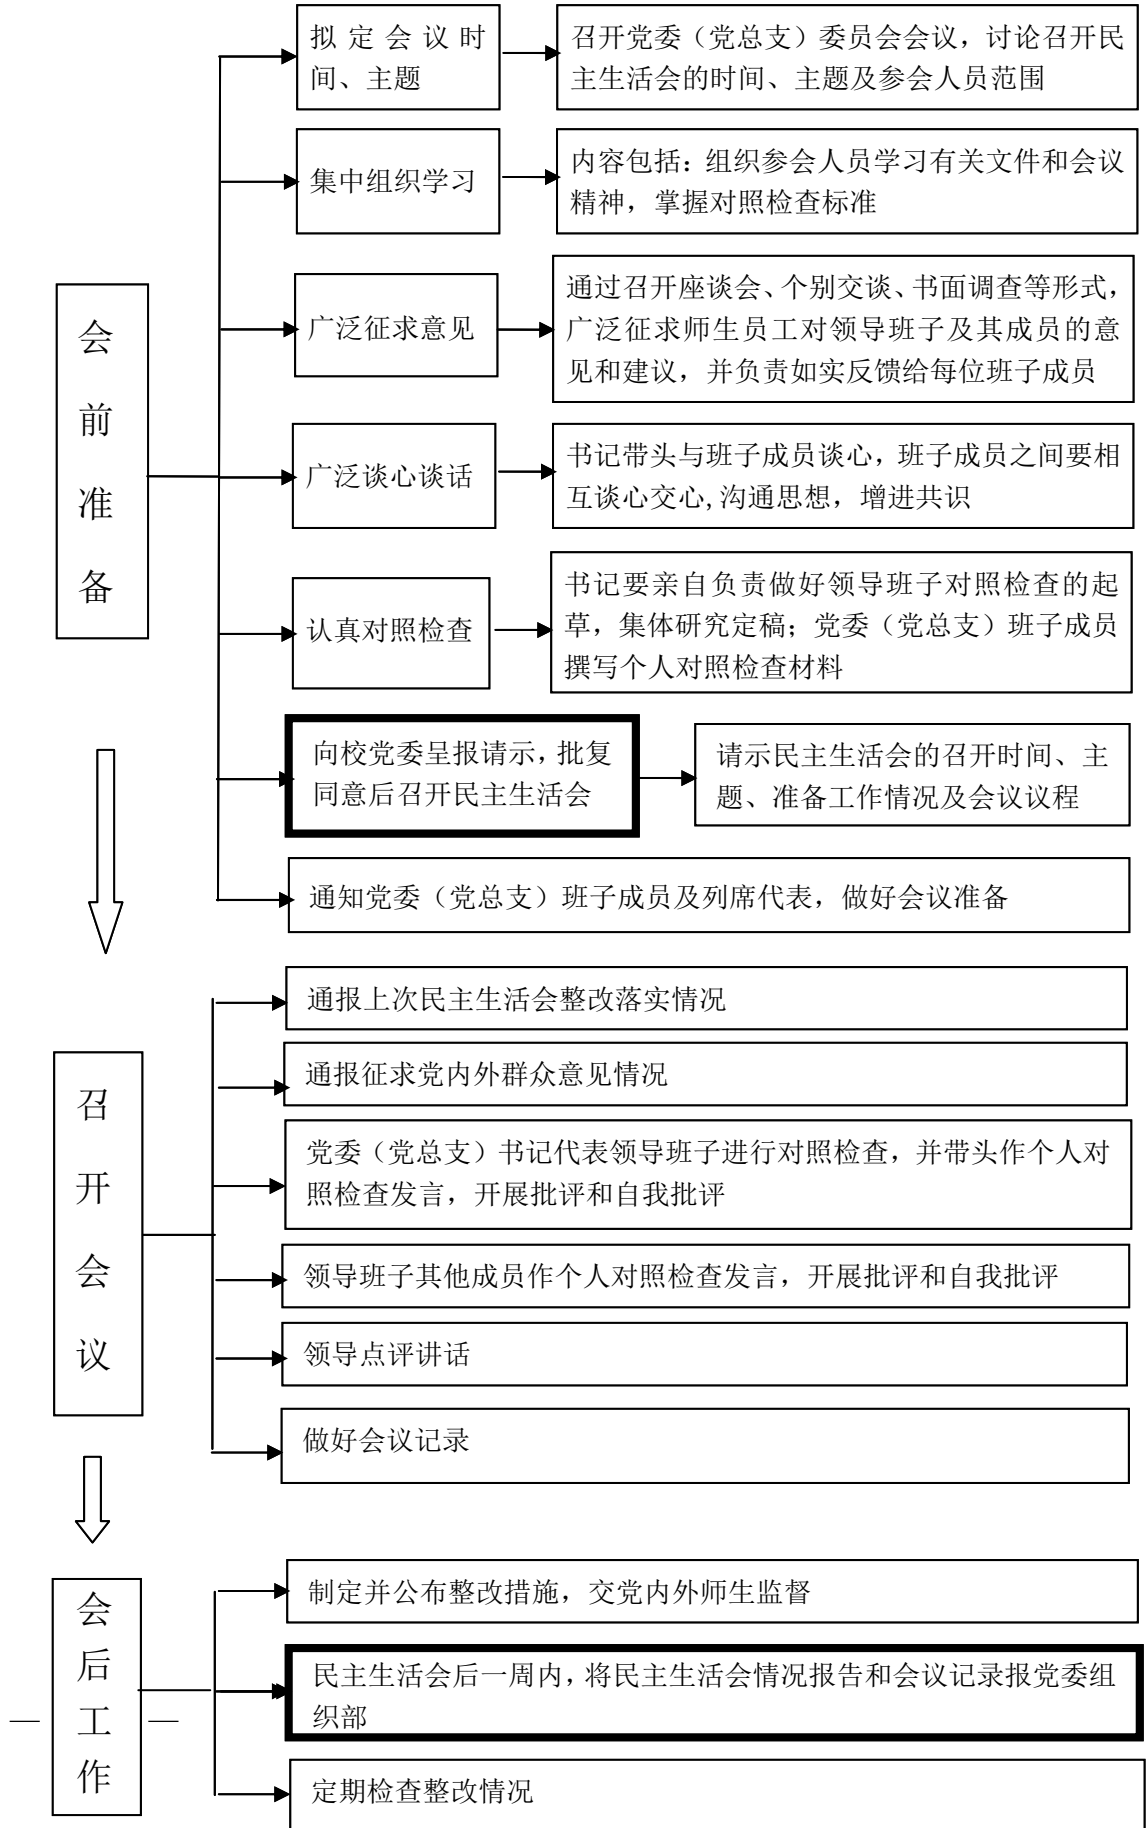 拟定会议时
间、主题
召开党委（党总支）委员会会议，讨论召开民
主生活会的时间、主题及参会人员范围
集中组织学习
内容包括：组织参会人员学习有关文件和会议
精神，掌握对照检查标准
会
前
准
备
广泛征求意见
通过召开座谈会、个别交谈、书面调查等形式，
广泛征求师生员工对领导班子及其成员的意
见和建议，并负责如实反馈给每位班子成员
广泛谈心谈话
书记带头与班子成员谈心，班子成员之间要相
互谈心交心,沟通思想，增进共识
认真对照检查
书记要亲自负责做好领导班子对照检查的起
草，集体研究定稿；党委（党总支）班子成员
撰写个人对照检查材料
向校党委呈报请示，批复
同意后召开民主生活会
请示民主生活会的召开时间、主
题、准备工作情况及会议议程
通知党委（党总支）班子成员及列席代表，做好会议准备
召
开
会
议
通报上次民主生活会整改落实情况
通报征求党内外群众意见情况
党委（党总支）书记代表领导班子进行对照检查，并带头作个人对
照检查发言，开展批评和自我批评
领导班子其他成员作个人对照检查发言，开展批评和自我批评
领导点评讲话
做好会议记录
会
后
工
作
制定并公布整改措施，交党内外师生监督
民主生活会后一周内，将民主生活会情况报告和会议记录报党委组
织部
— —
定期检查整改情况